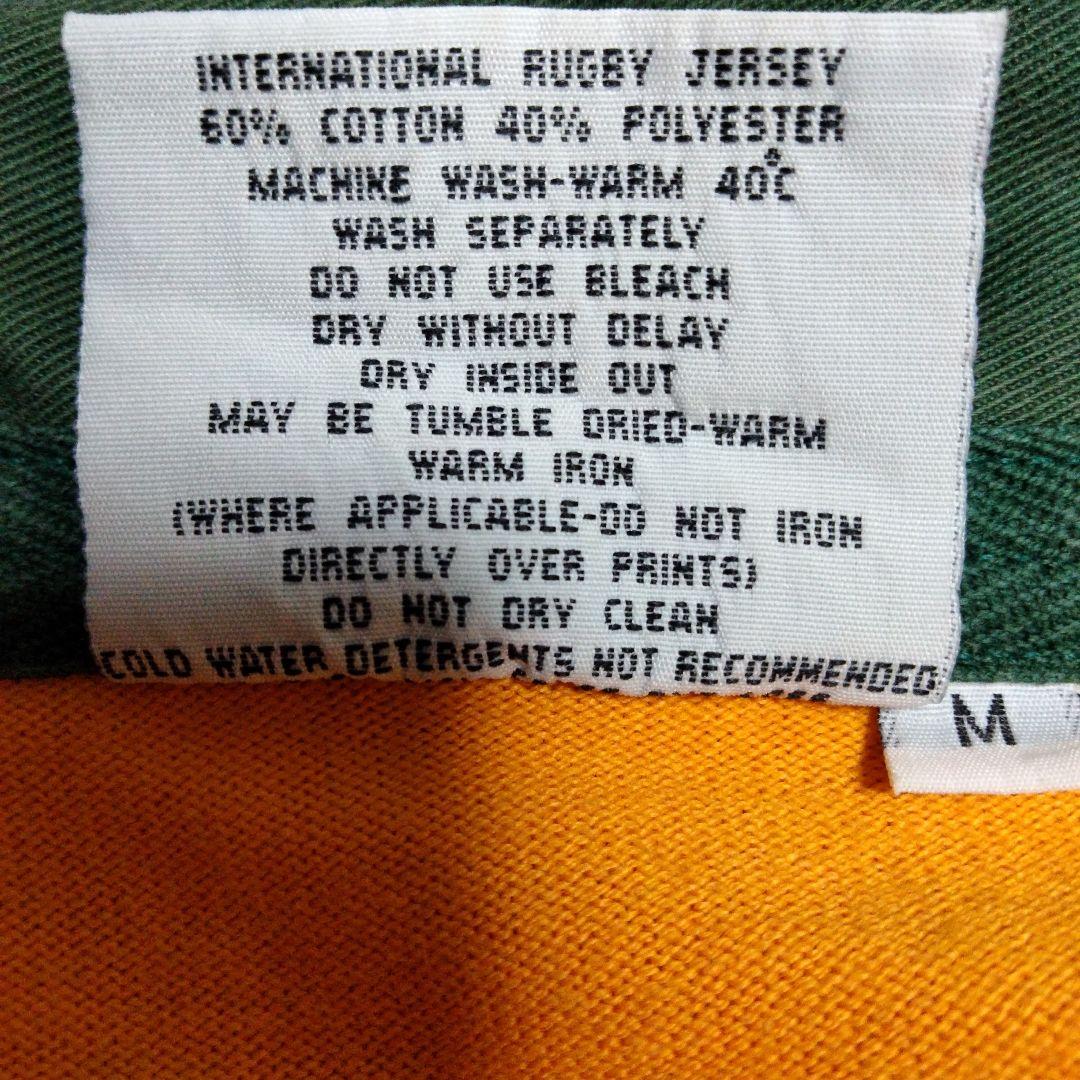 INTERNATIONAL RUGBY JERSEY
60% COTTON 40% POLYESTER
MACHINE WASH-WARM 40°C
WASH SEPARATELY
DO NOT USE BLEACH
DRY WITHOUT DELAY
DRY INSIDE OUT
MAY BE TUMBLE DRIED-WARM
WARM IRON
(WHERE APPLICABLE-DO NOT IRON
DIRECTLY OVER PRINTS)
DO NOT DRY CLEAN
COLD WATER DETERGENTS NOT RECOMMENDED
M